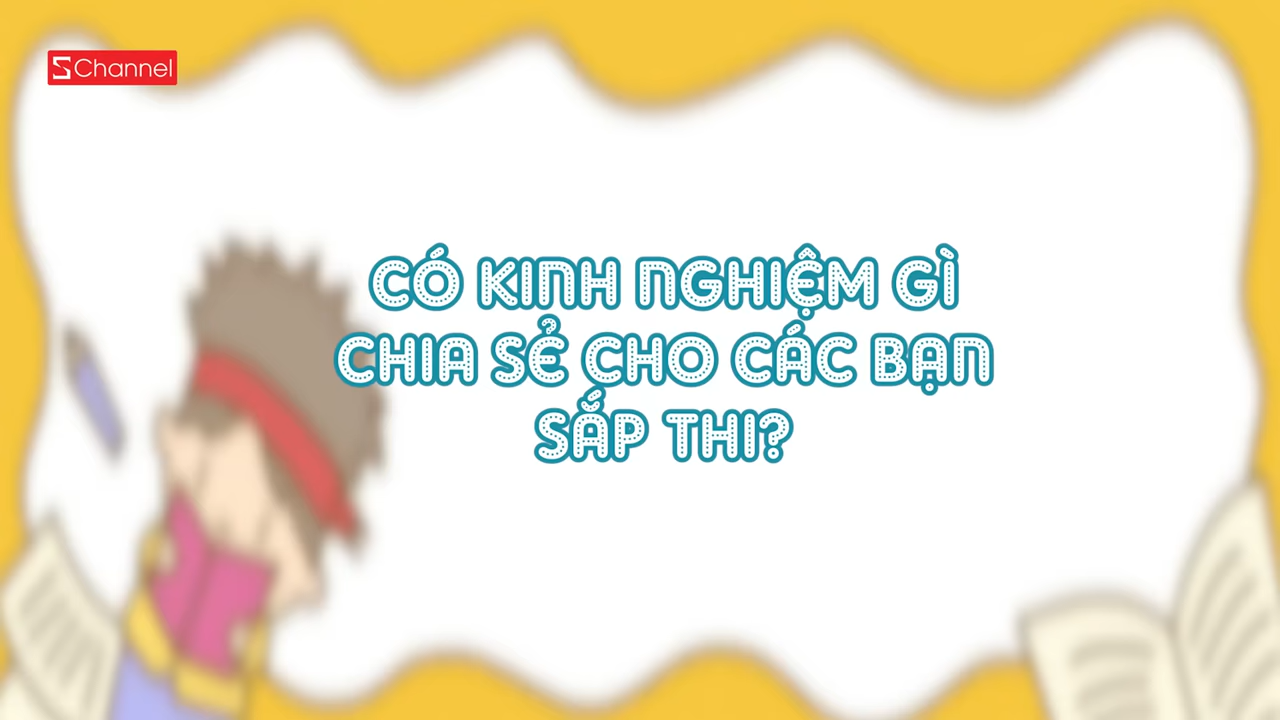 SChannel
CÓ KINH NGHIỆM GÌ
CHIA SẺ CHO CÁC BẠN
SẮP THI?